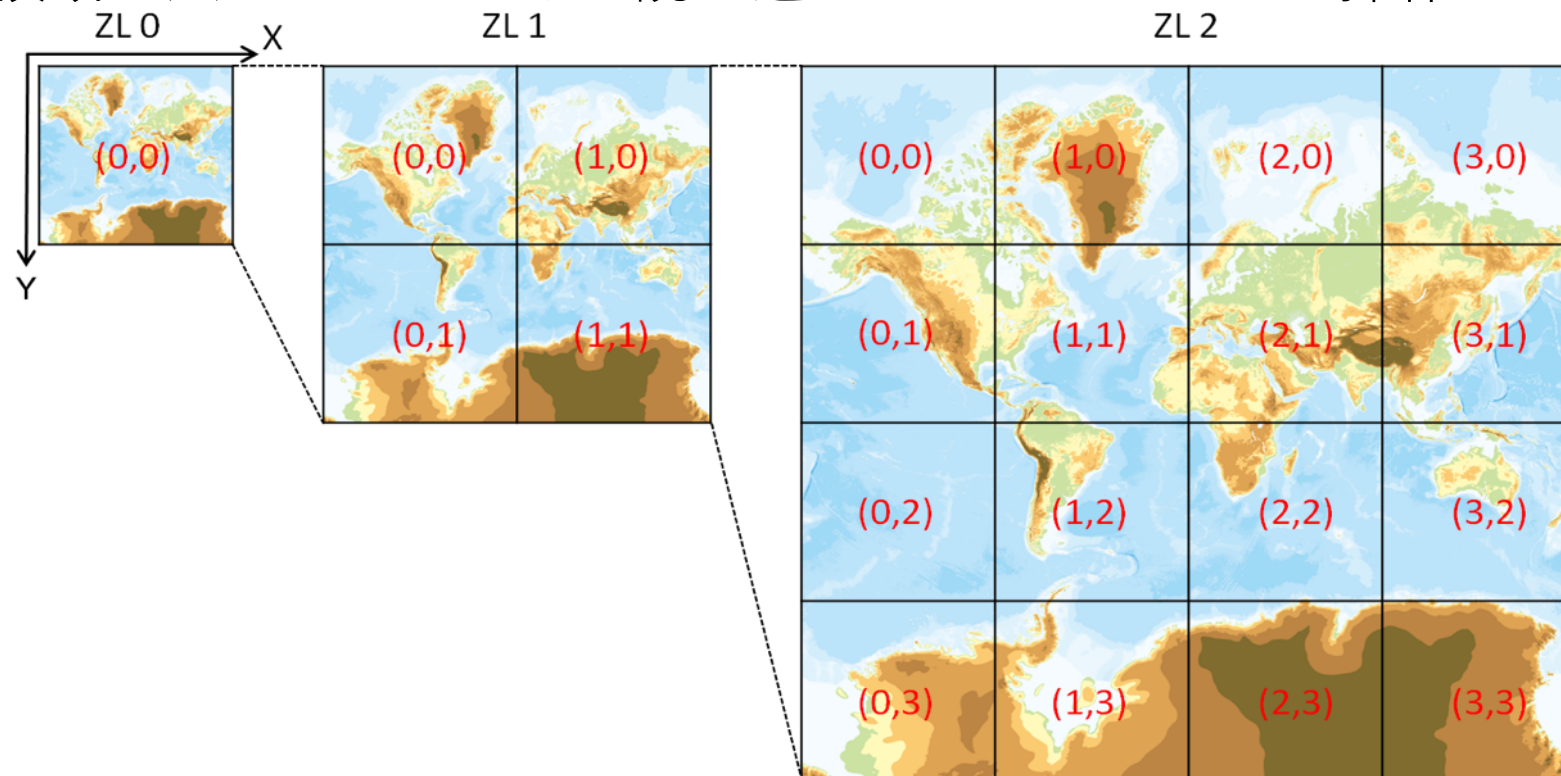 ZL 0 ZL 1 ZL 2
X
Y
(0,0)
(0,0) (1,0)
(0,1) (1,1)
(0,0) (1,0) (2,0) (3,0)
(0,1) (1,1) (2,1) (3,1)
(0,2) (1,2) (2,2) (3,2)
(0,3) (1,3) (2,3) (3,3)